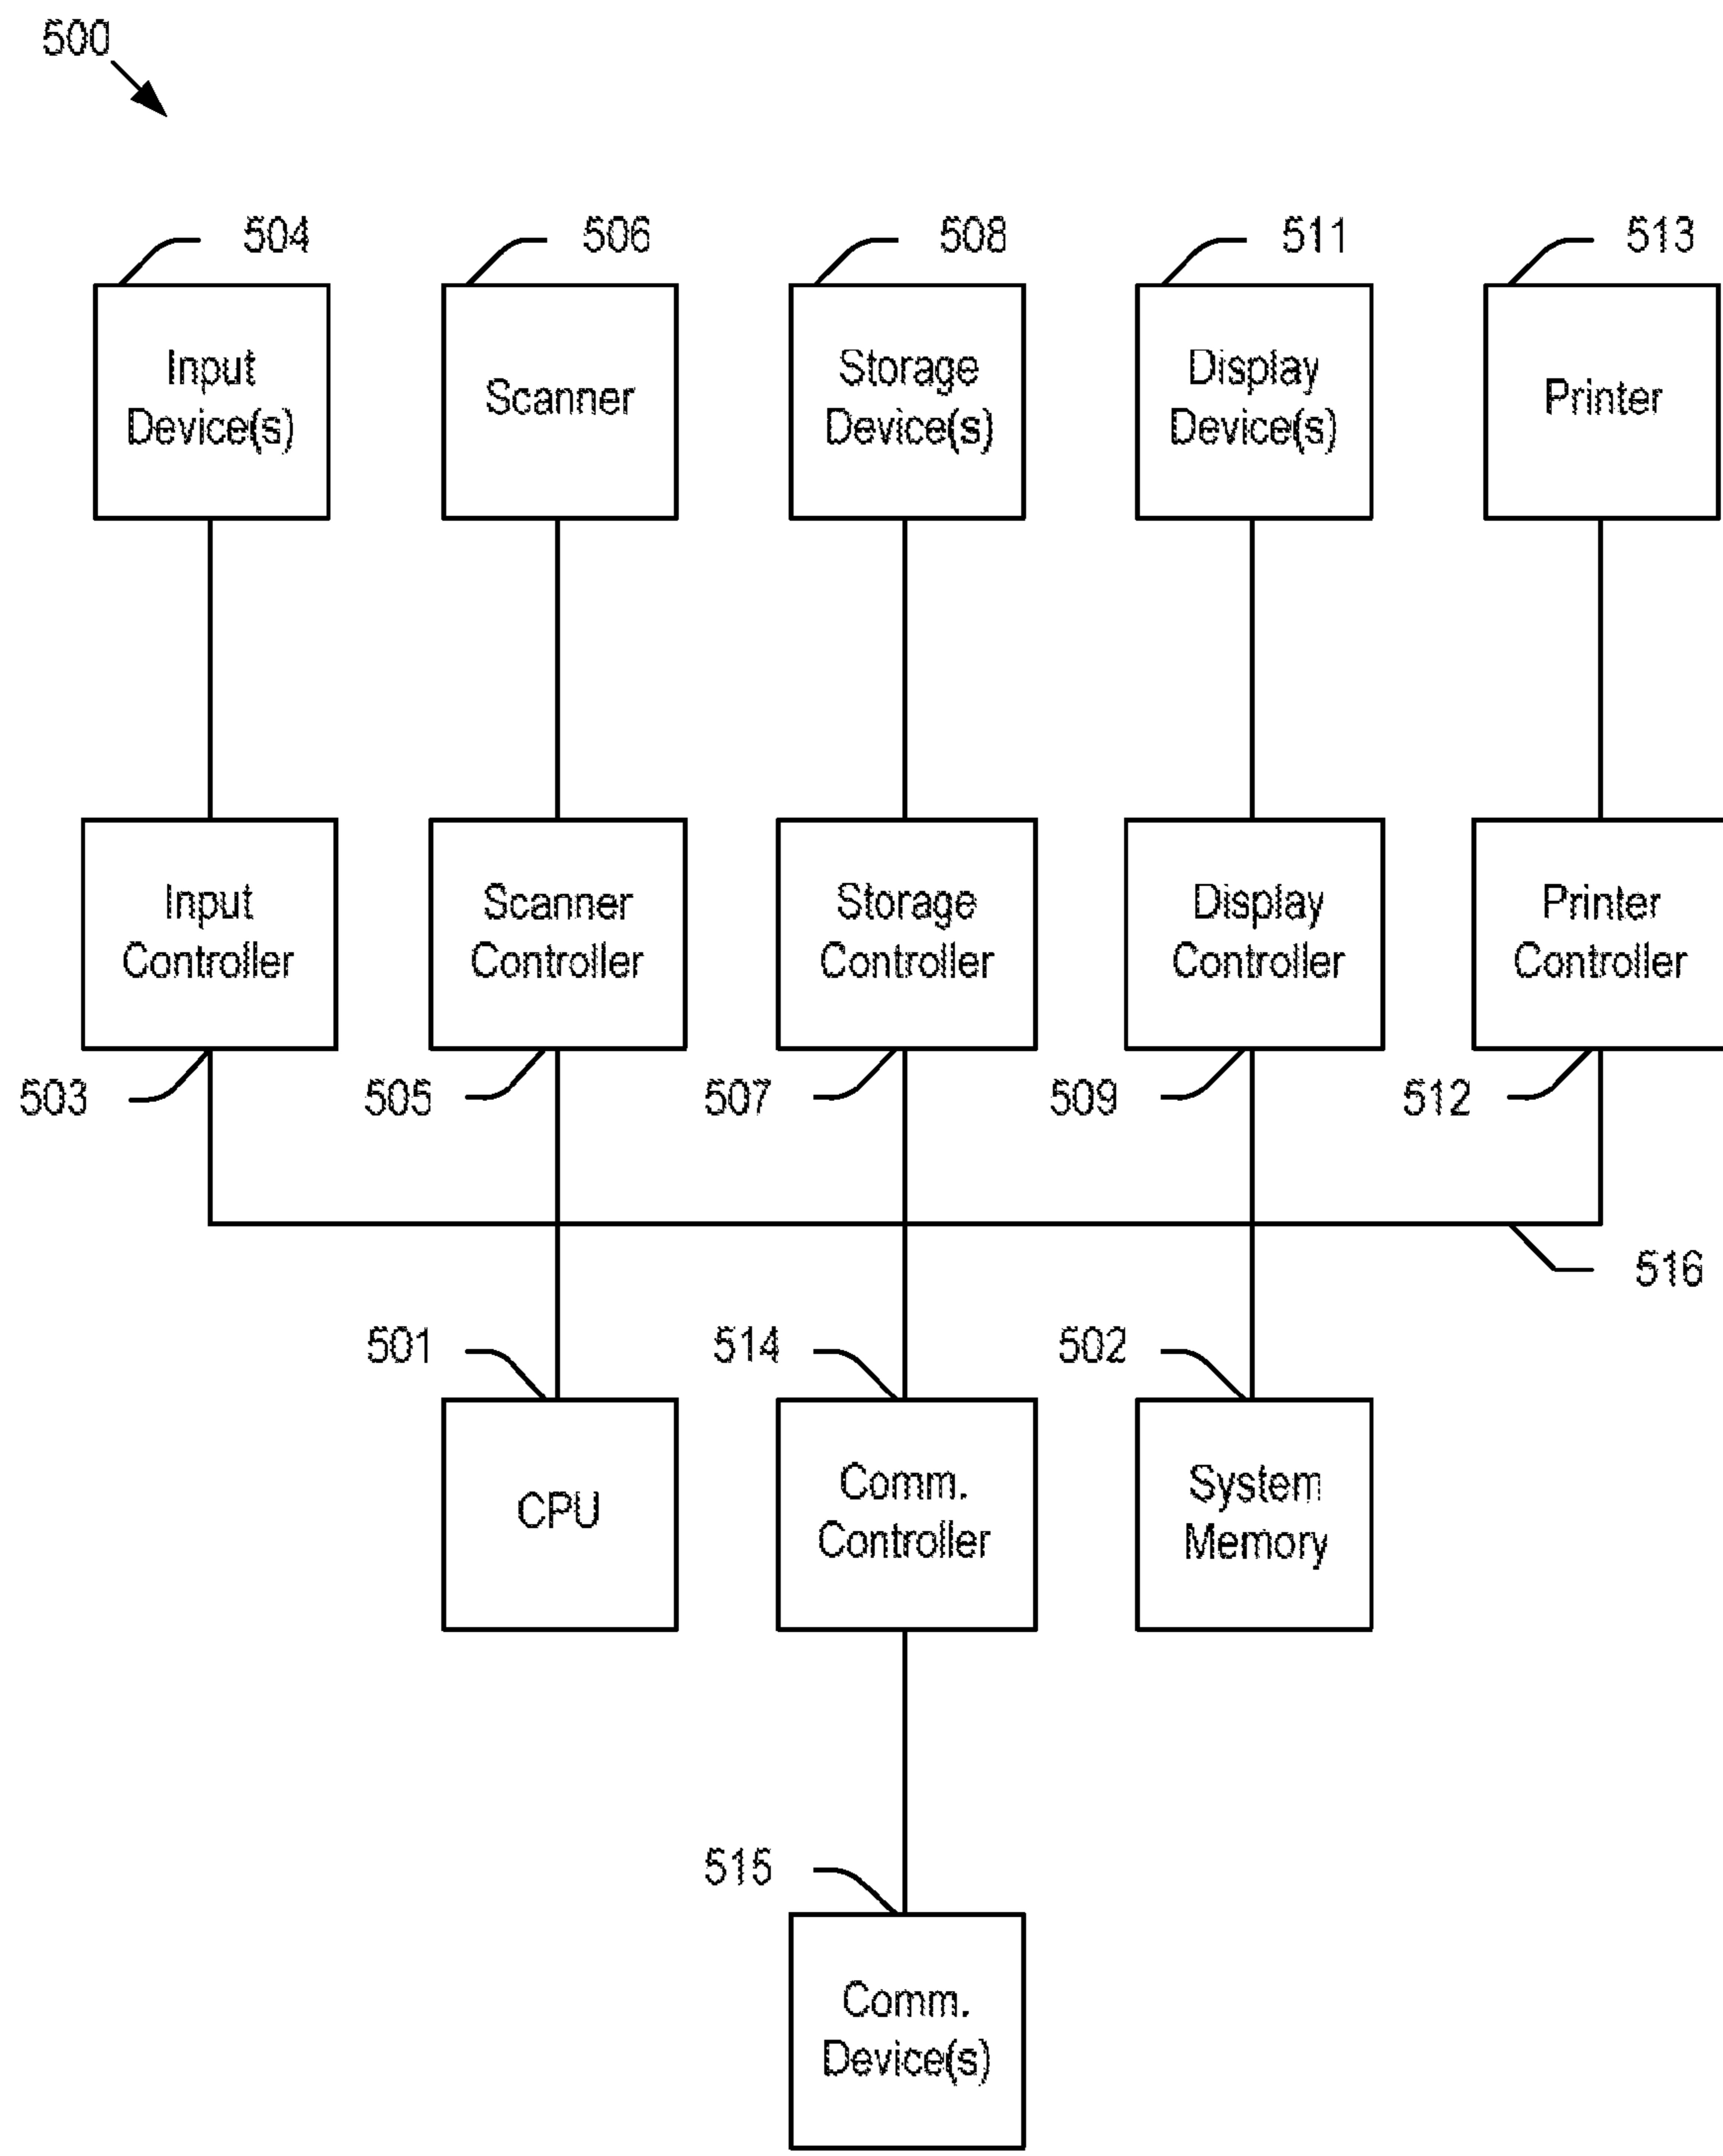 500
504
506
508
511
513
Input
Device(s)
Scanner
Storage
Device(s)
Display
Device(s)
Printer
Input
Controller
Scanner
Controller
Storage
Controller
Display
Controller
Printer
Controller
503
505
507
509
512
516
501
514
502
CPU
Comm.
Controller
System
Memory
515
Comm.
Device(s)